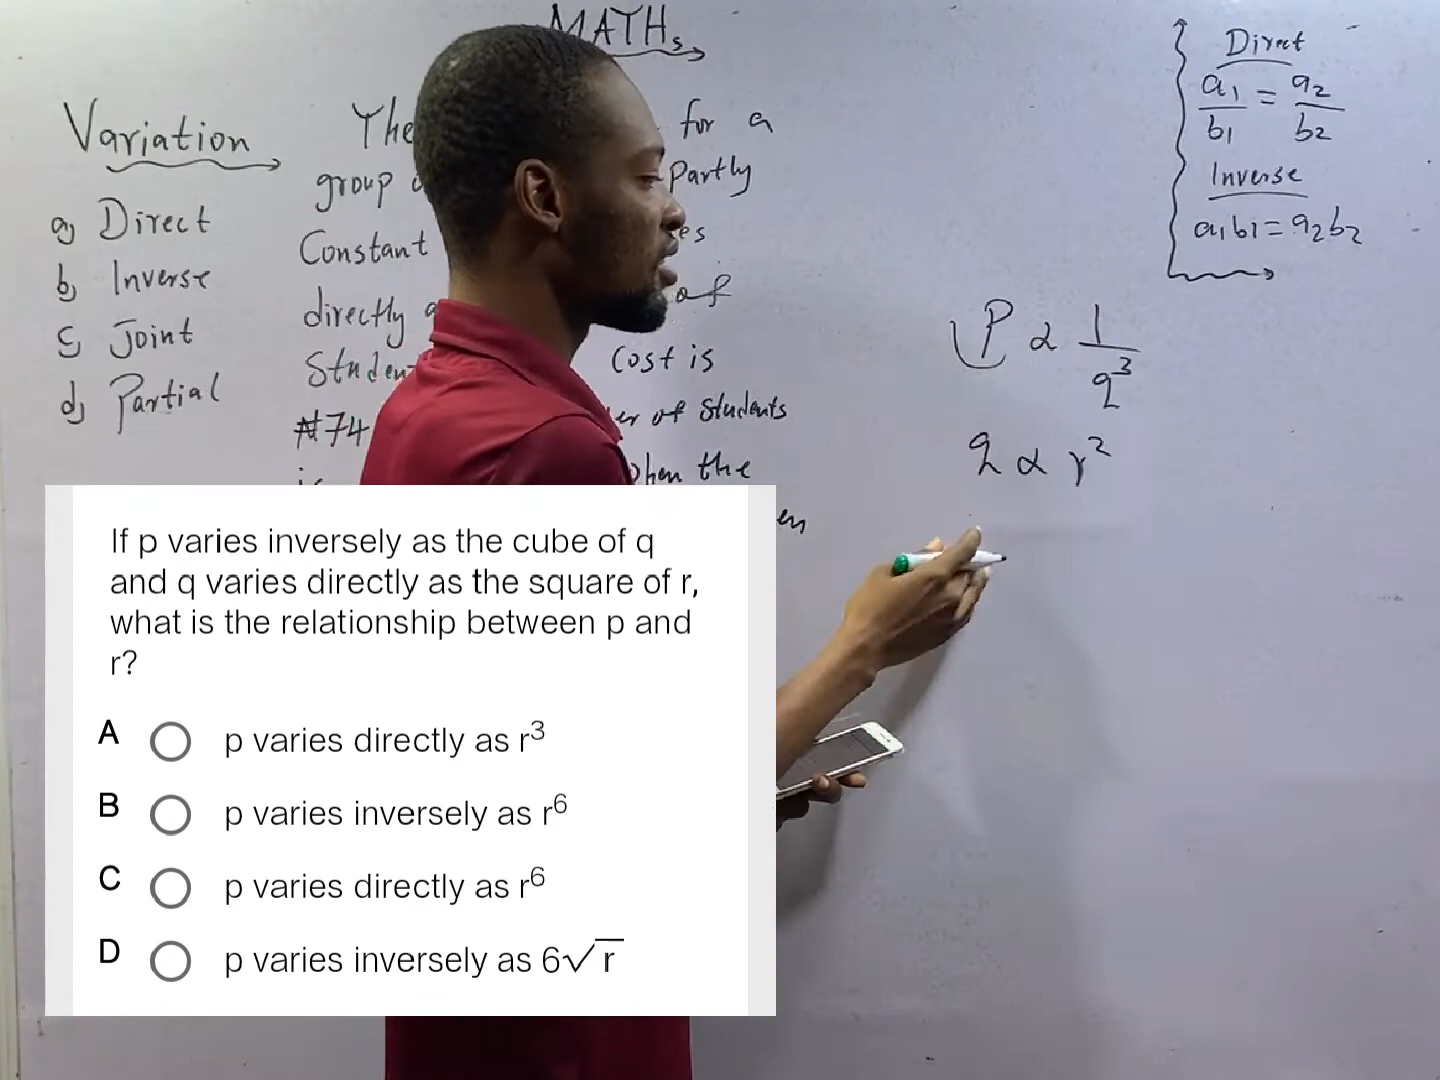 MATHs
Variation
a) Direct
b) Inverse
c) Joint
d) Partial
The for a
group Partly
Constant
directly of
Student Cost is
₦74 of Students
when the
Direct
a1/b1 = a2/b2
Inverse
a1b1 = a2b2
P ∝ 1/q³
q ∝ r²
If p varies inversely as the cube of q
and q varies directly as the square of r,
what is the relationship between p and
r?
A p varies directly as r³
B p varies inversely as r⁶
C p varies directly as r⁶
D p varies inversely as 6√r